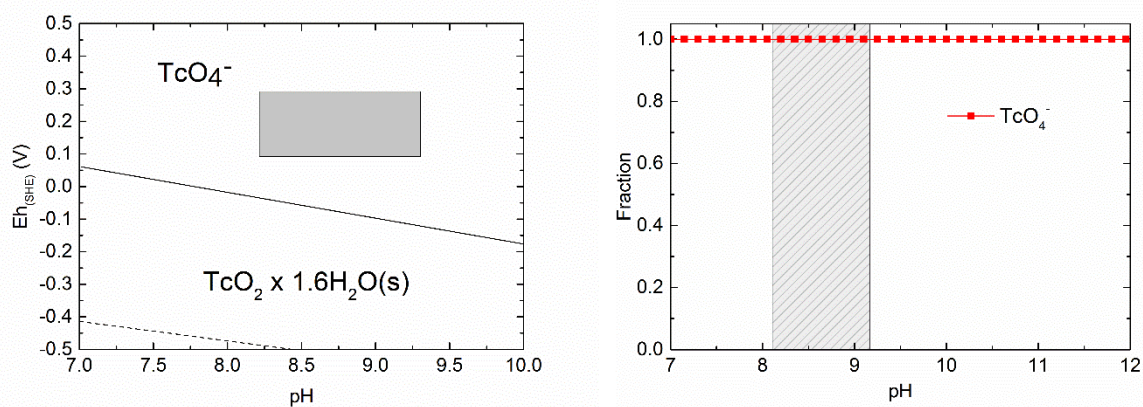 0.5
0.4
0.3
0.2
0.1
0.0
-0.1
-0.2
-0.3
-0.4
-0.5
Eh(SHE) (V)
TcO4-
TcO2 x 1.6H2O(s)
7.0 7.5 8.0 8.5 9.0 9.5 10.0
pH
1.0
0.8
0.6
0.4
0.2
0.0
Fraction
TcO4-
7 8 9 10 11 12
pH